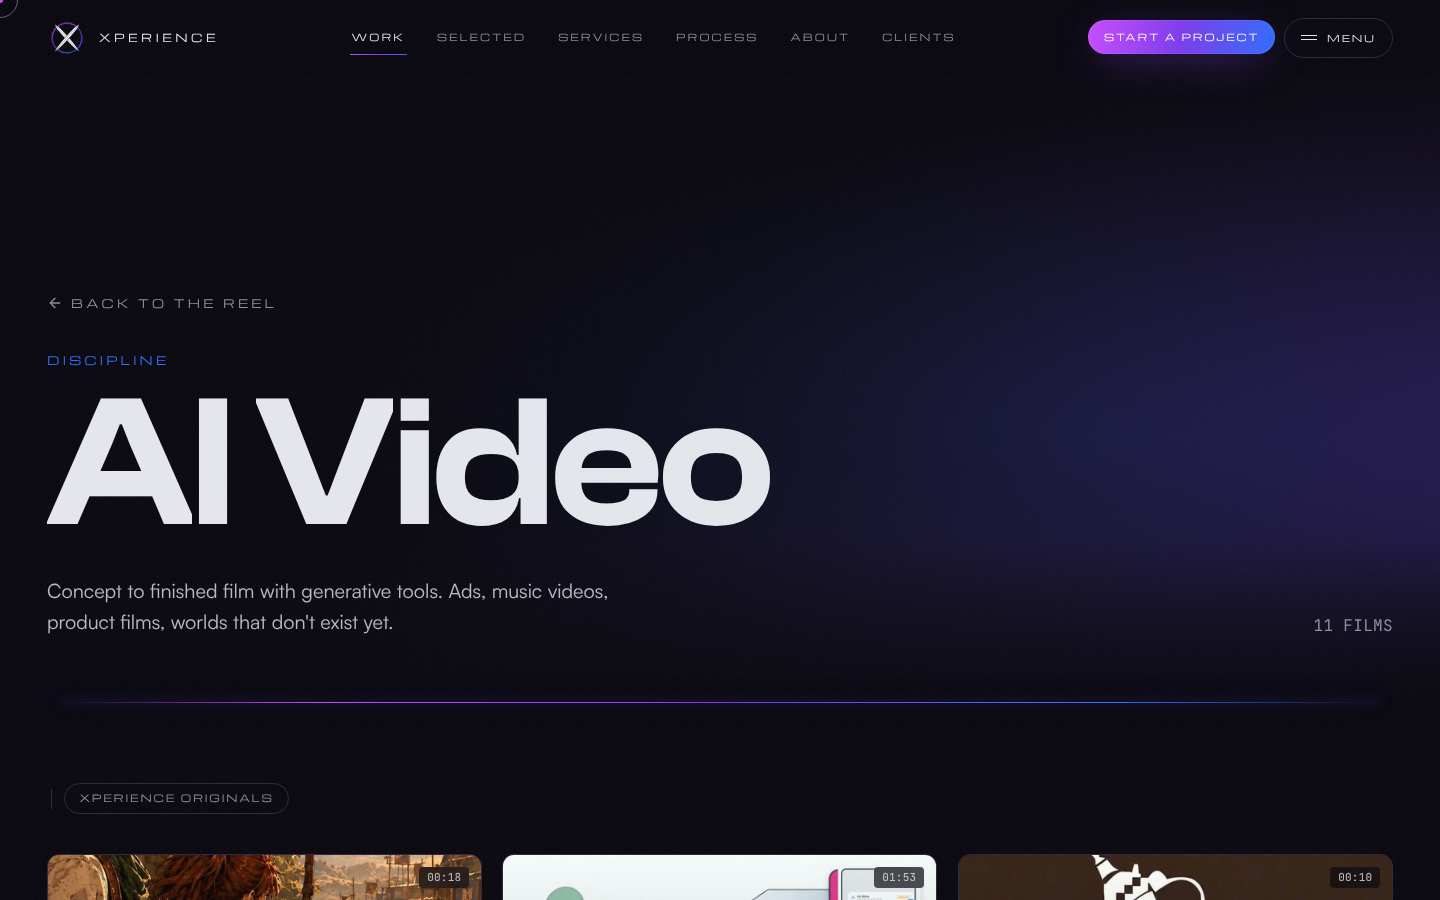 XPERIENCE
WORK
SELECTED
SERVICES
PROCESS
ABOUT
CLIENTS
START A PROJECT
MENU
← BACK TO THE REEL
DISCIPLINE
AI Video
Concept to finished film with generative tools. Ads, music videos,
product films, worlds that don't exist yet.
11 FILMS
XPERIENCE ORIGINALS
00:18
01:53
00:10